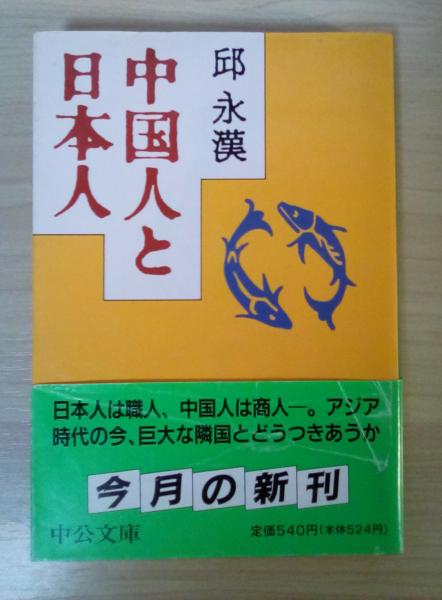 中国人と
日本人
邱永漢
日本人は職人、中国人は商人―。アジア
時代の今、巨大な隣国とどうつきあうか
今月の新刊
中公文庫
定価540円(本体524円)